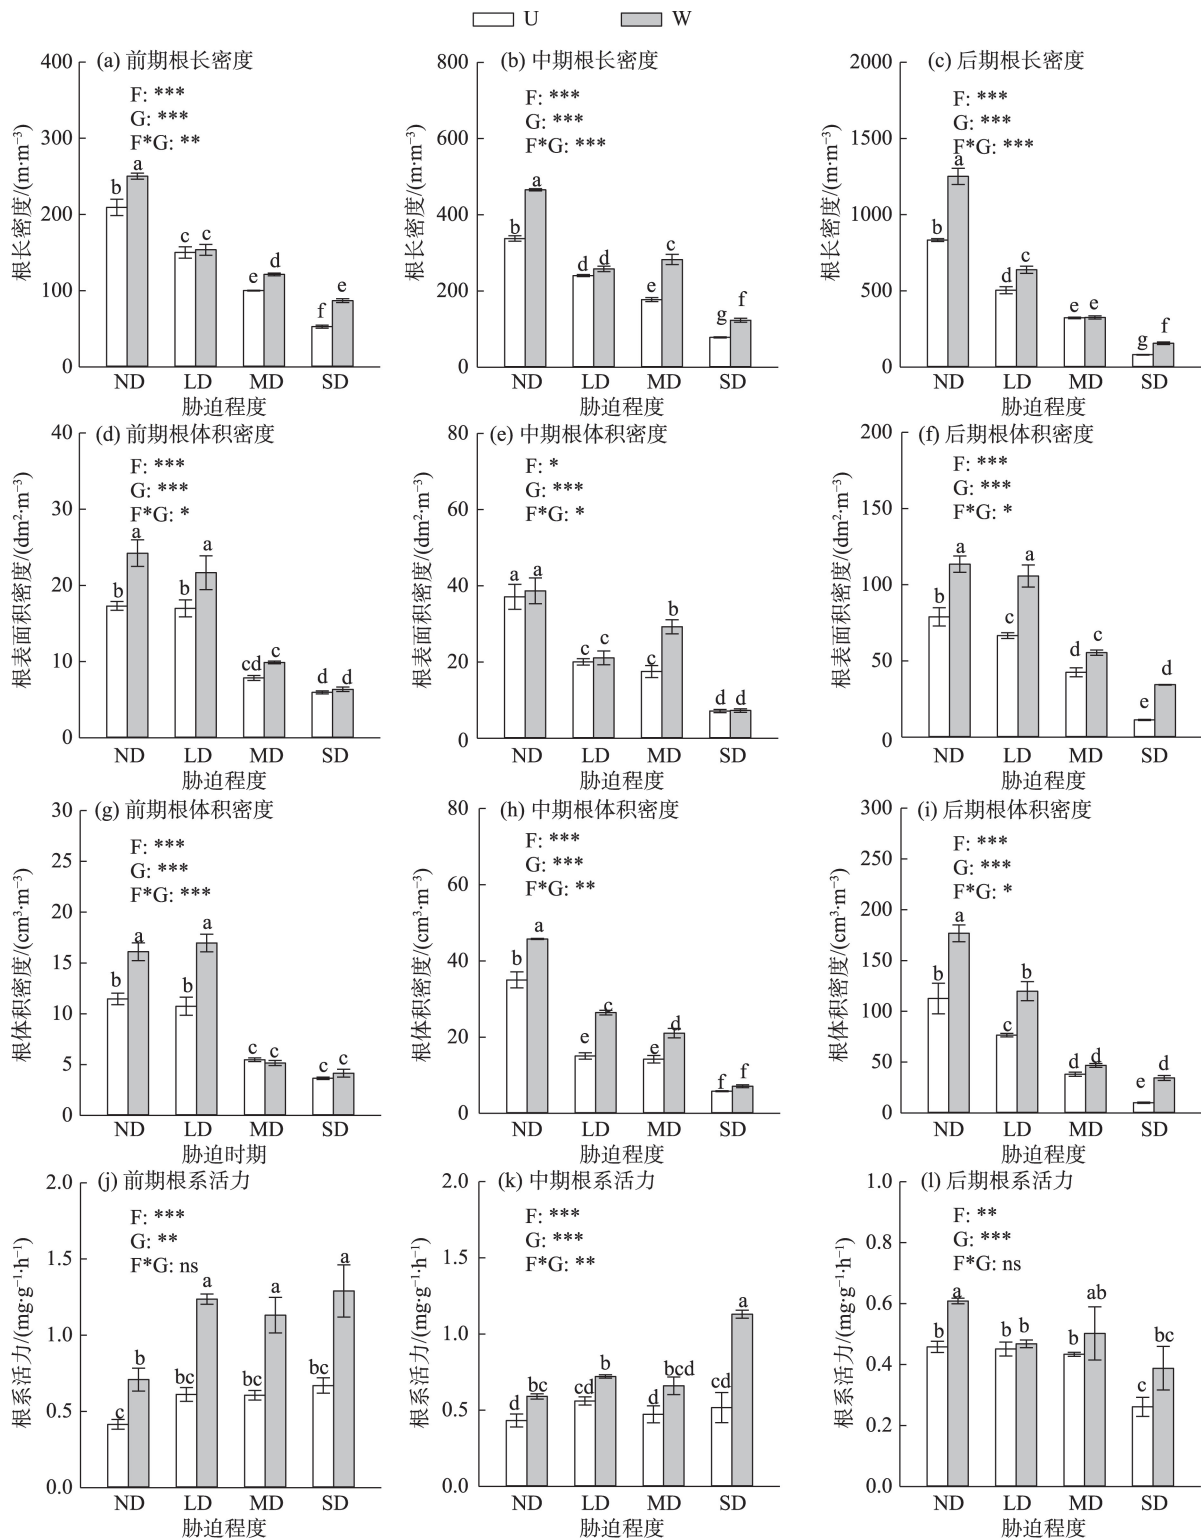 U W
(a) 前期根长密度
F: ***
G: ***
F*G: **
400
300
200
100
0
根长密度/(m·m⁻³)
b a c c e d f e
ND LD MD SD
胁迫程度
(b) 中期根长密度
F: ***
G: ***
F*G: ***
800
600
400
200
0
根长密度/(m·m⁻³)
b a d d e c g f
ND LD MD SD
胁迫程度
(c) 后期根长密度
F: ***
G: ***
F*G: ***
2000
1500
1000
500
0
根长密度/(m·m⁻³)
b a d c e e g f
ND LD MD SD
胁迫程度
(d) 前期根体积密度
F: ***
G: ***
F*G: *
40
30
20
10
0
根表面积密度/(dm²·m⁻³)
b a b a cd c d d
ND LD MD SD
胁迫程度
(e) 中期根体积密度
F: *
G: ***
F*G: *
80
60
40
20
0
根表面积密度/(dm²·m⁻³)
a a c c c b d d
ND LD MD SD
胁迫程度
(f) 后期根体积密度
F: ***
G: ***
F*G: *
200
150
100
50
0
根表面积密度/(dm²·m⁻³)
b a c a d c e d
ND LD MD SD
胁迫程度
(g) 前期根体积密度
F: ***
G: ***
F*G: ***
30
25
20
15
10
5
0
根体积密度/(cm³·m⁻³)
b a b a c c c c
ND LD MD SD
胁迫时期
(h) 中期根体积密度
F: ***
G: ***
F*G: **
80
60
40
20
0
根体积密度/(cm³·m⁻³)
b a e c e d f f
ND LD MD SD
胁迫程度
(i) 后期根体积密度
F: ***
G: ***
F*G: *
300
250
200
150
100
50
0
根体积密度/(cm³·m⁻³)
b a c b d d e d
ND LD MD SD
胁迫程度
(j) 前期根系活力
F: ***
G: **
F*G: ns
2.0
1.5
1.0
0.5
0.0
根系活力/(mg·g⁻¹·h⁻¹)
c b bc a bc a bc a
ND LD MD SD
胁迫程度
(k) 中期根系活力
F: ***
G: ***
F*G: **
2.0
1.5
1.0
0.5
0.0
根系活力/(mg·g⁻¹·h⁻¹)
d bc cd b d bcd cd a
ND LD MD SD
胁迫程度
(l) 后期根系活力
F: **
G: ***
F*G: ns
1.0
0.8
0.6
0.4
0.2
0.0
根系活力/(mg·g⁻¹·h⁻¹)
b a b b b ab c bc
ND LD MD SD
胁迫程度